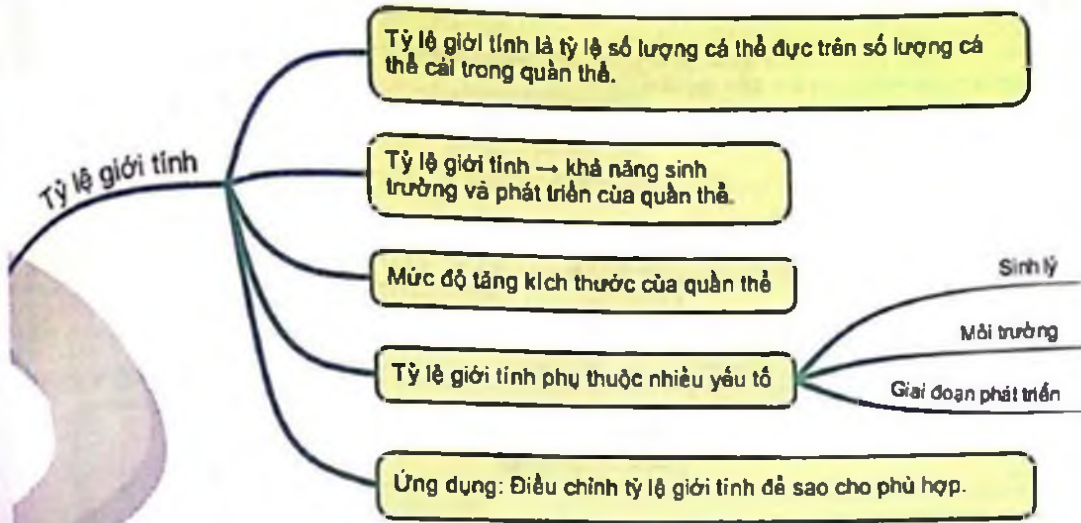 Tỷ lệ giới tính
Tỷ lệ giới tính là tỷ lệ số lượng cá thể đực trên số lượng cá
thể cái trong quần thể.
Tỷ lệ giới tính → khả năng sinh
trưởng và phát triển của quần thể.
Mức độ tăng kích thước của quần thể
Tỷ lệ giới tính phụ thuộc nhiều yếu tố
Sinh lý
Môi trường
Giai đoạn phát triển
Ứng dụng: Điều chỉnh tỷ lệ giới tính để sao cho phù hợp.